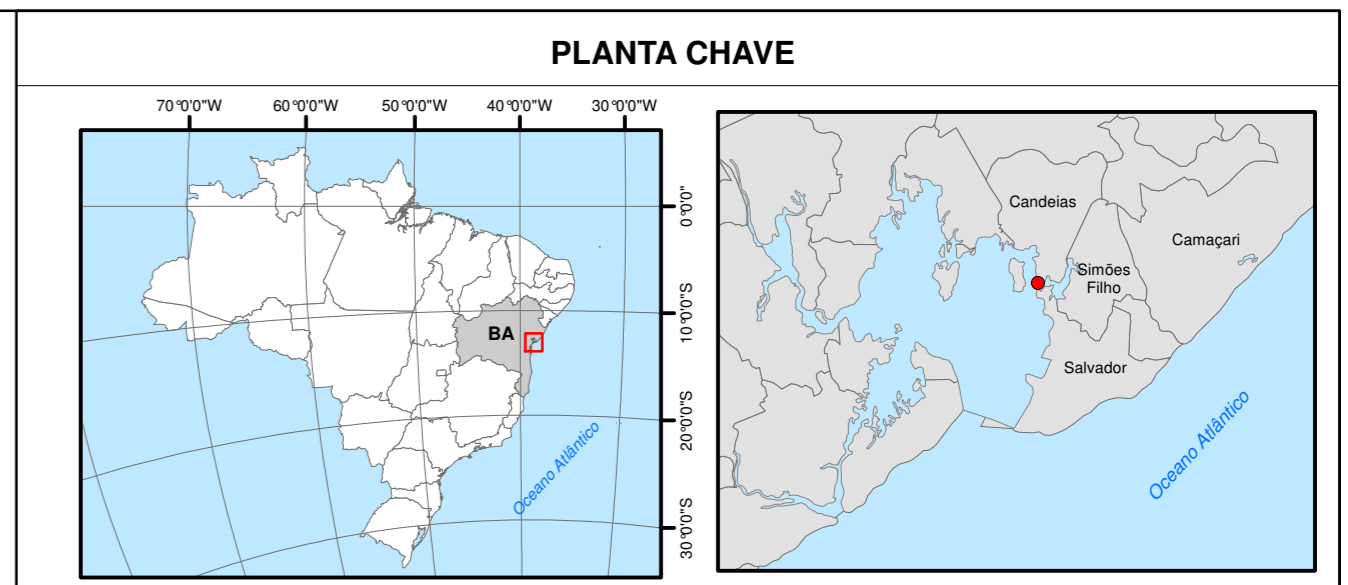 PLANTA CHAVE
70°0'0"W 60°0'0"W 50°0'0"W 40°0'0"W 30°0'0"W
0°0'0"
10°0'0"S
20°0'0"S
30°0'0"S
BA
Oceano Atlântico
Candeias
Camaçari
Simões
Filho
Salvador
Oceano Atlântico